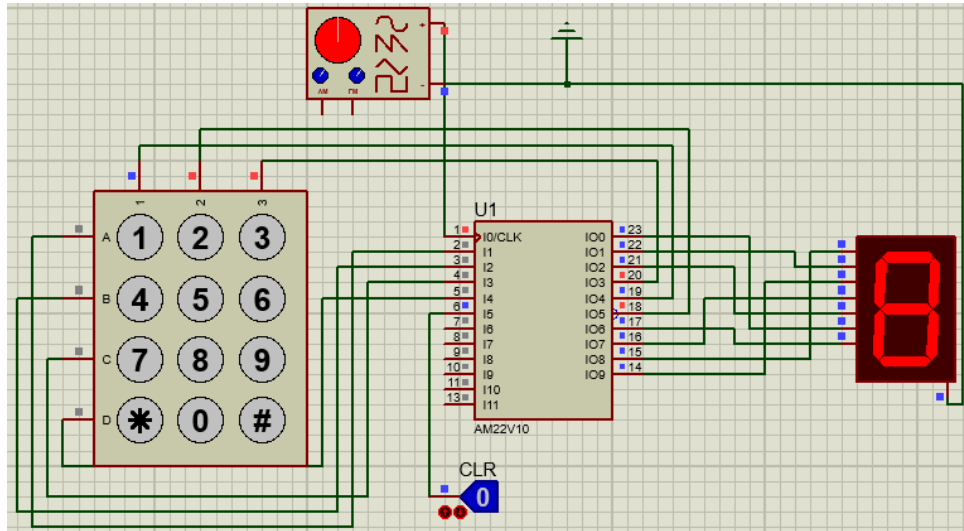 +
-
AM FM
1 2 3
A 1 2 3
B 4 5 6
C 7 8 9
D * 0 #
U1
1 I0/CLK IO0 23
2 I1 IO1 22
3 I2 IO2 21
4 I3 IO3 20
5 I4 IO4 19
6 I5 IO5 18
7 I6 IO6 17
8 I7 IO7 16
9 I8 IO8 15
10 I9 IO9 14
11 I10
13 I11
AM22V10
CLR
0